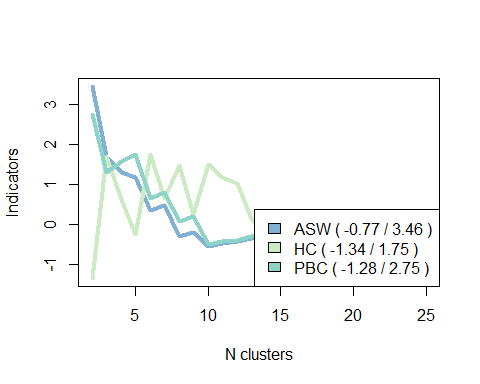 Indicators
3
2
1
0
-1
ASW ( -0.77 / 3.46 )
HC ( -1.34 / 1.75 )
PBC ( -1.28 / 2.75 )
5 10 15 20 25
N clusters